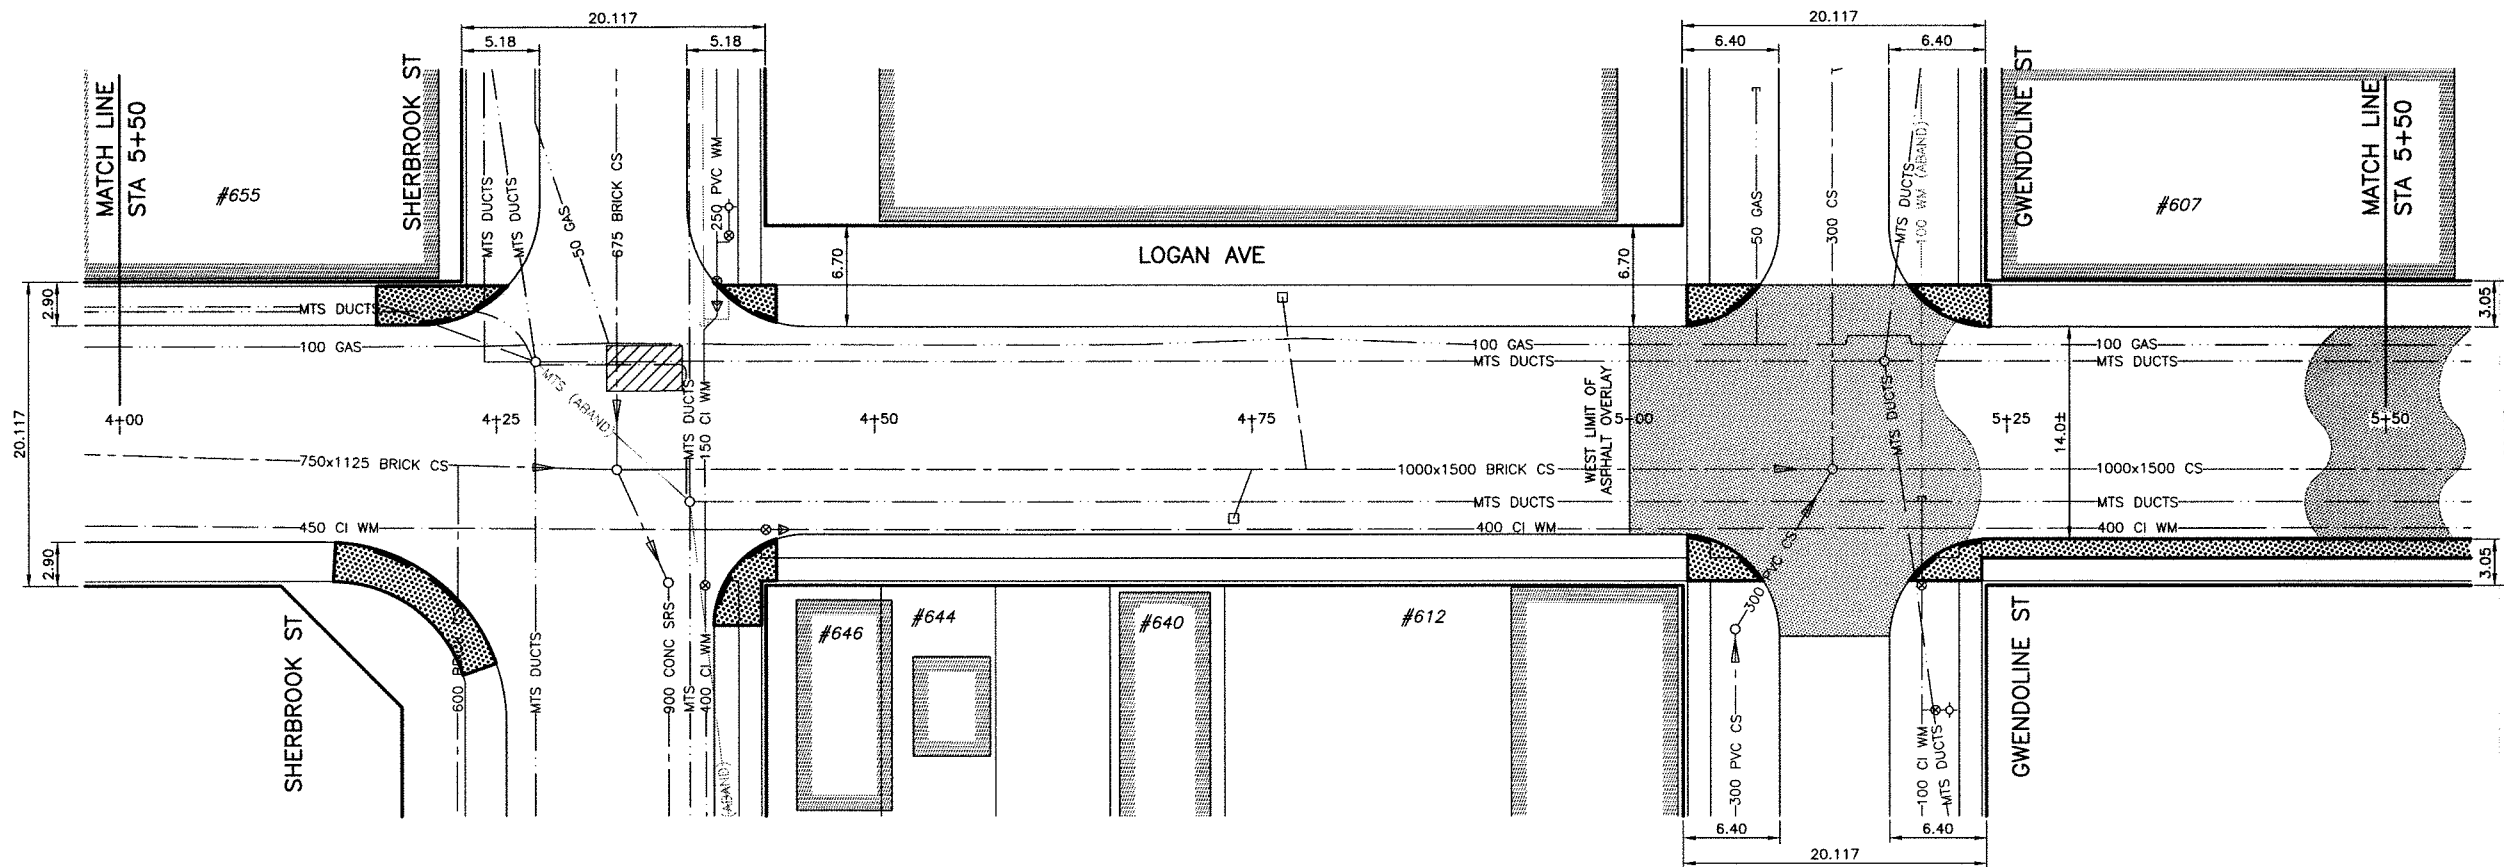 20.117
20.117
5.18
5.18
6.40
6.40
MATCH LINE
STA 5+50
#655
SHERBROOK ST
MTS DUCTS
MTS DUCTS
50 GAS
675 BRICK CS
250 PVC WM
6.70
LOGAN AVE
6.70
50 GAS
300 CS
MTS DUCTS
100 WM (ABAND)
GWENDOLINE ST
#607
MATCH LINE
STA 5+50
2.90
MTS DUCTS
3.05
100 GAS
100 GAS
100 GAS
MTS DUCTS
MTS DUCTS
MTS (ABAND)
MTS DUCTS
150 CI WM
WEST LIMIT OF
ASPHALT OVERLAY
MTS DUCTS
MTS DUCTS
20.117
4+00
4+25
4+50
4+75
5+00
5+25
5+50
14.0±
750x1125 BRICK CS
1000x1500 BRICK CS
1000x1500 CS
MTS DUCTS
MTS DUCTS
450 CI WM
400 CI WM
400 CI WM
2.90
3.05
300 PVC CS
SHERBROOK ST
MTS DUCTS
900 CONC SRS
MTS
400 CI WM
(ABAND)
#646
#644
#640
#612
300 PVC CS
100 CI WM
MTS DUCTS
GWENDOLINE ST
6.40
6.40
20.117